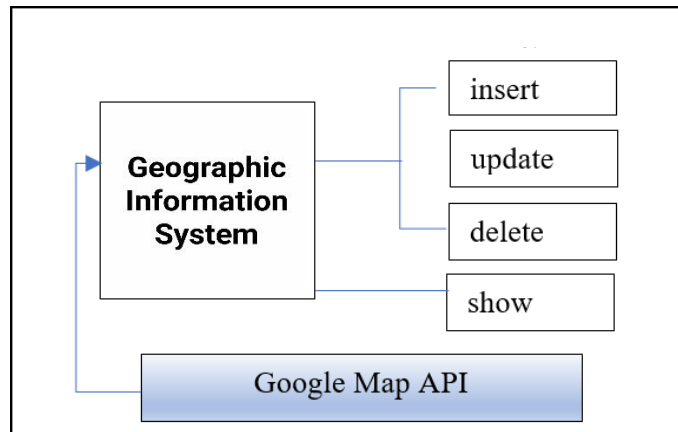 insert
Geographic
Information
System
update
delete
show
Google Map API